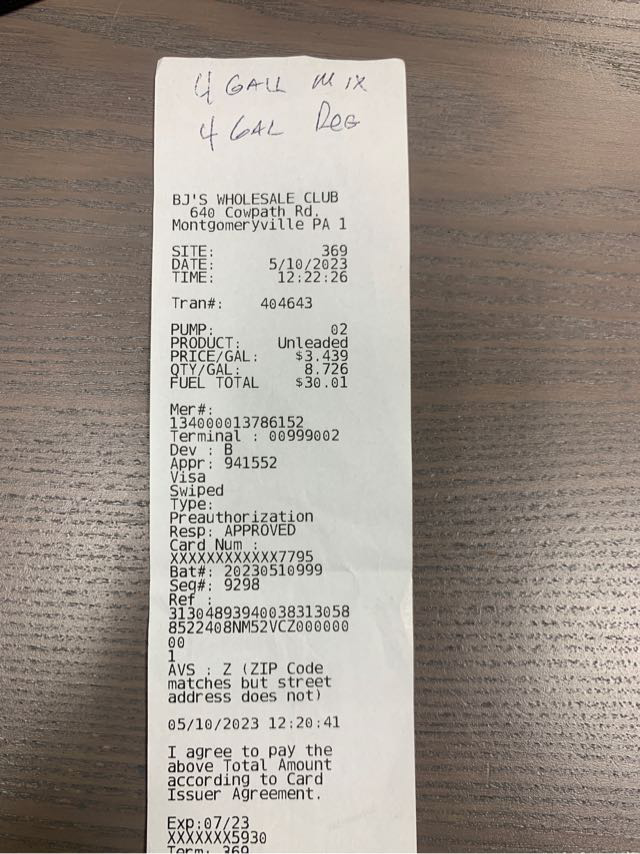 4 GALL MIX
4 GAL REG
BJ'S WHOLESALE CLUB
640 Cowpath Rd.
Montgomeryville PA 1
SITE: 369
DATE: 5/10/2023
TIME: 12:22:26
Tran#: 404643
PUMP: 02
PRODUCT: Unleaded
PRICE/GAL: $3.439
QTY/GAL: 8.726
FUEL TOTAL $30.01
Mer#:
134000013786152
Terminal : 00999002
Dev : B
Appr: 941552
Visa
Swiped
Type:
Preauthorization
Resp: APPROVED
Card Num :
XXXXXXXXXXXX7795
Bat#: 20230510999
Seq#: 9298
Ref :
31304893940038313058
8522408NM52VCZ000000
00
1
AVS : Z (ZIP Code
matches but street
address does not)
05/10/2023 12:20:41
I agree to pay the
above Total Amount
according to Card
Issuer Agreement.
Exp:07/23
XXXXXXX5930
Term: 369